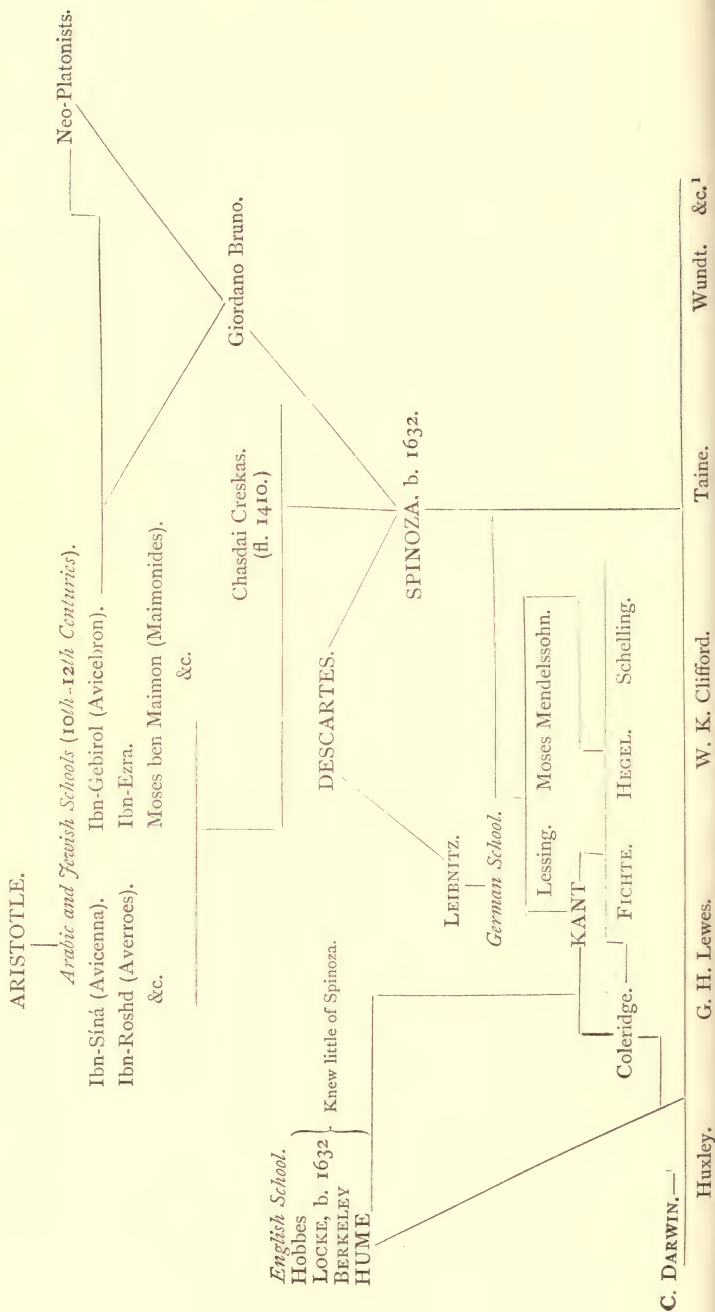 ARISTOTLE.
Arabic and Jewish Schools (10th-12th Centuries).
Neo-Platonists.
Ibn-Síná (Avicenna).
Ibn-Roshd (Averroes).
&c.
Ibn-Gebirol (Avicebron).
Ibn-Ezra.
Moses ben Maimon (Maimonides).
&c.
Giordano Bruno.
Chasdai Creskas.
(fl. 1410.)
English School.
Hobbes
LOCKE, b. 1632
BERKELEY
HUME
Knew little of Spinoza.
DESCARTES.
SPINOZA, b. 1632.
LEIBNITZ.
German School.
Lessing. Moses Mendelssohn.
KANT
Coleridge. FICHTE. HEGEL. Schelling.
C. DARWIN.
Huxley. G. H. Lewes. W. K. Clifford. Taine. Wundt. &c.¹